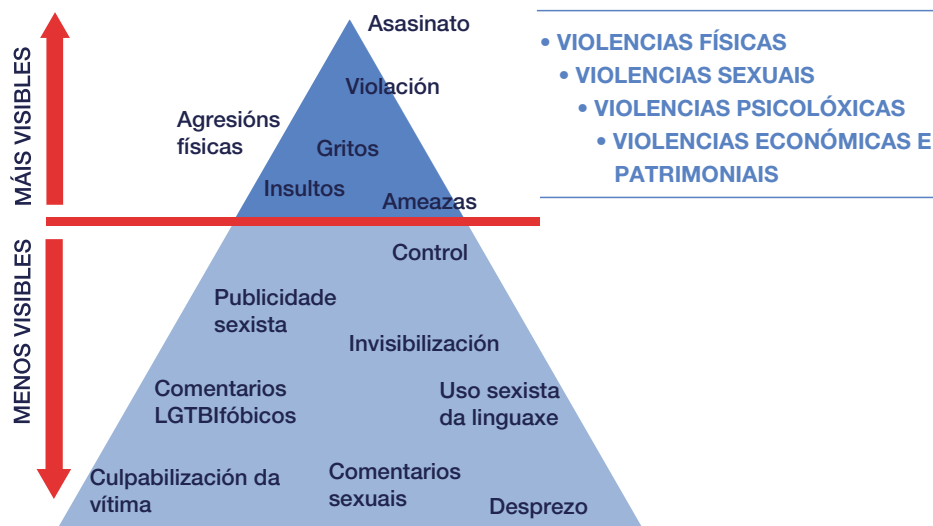 Asasinato
Violación
Agresións
físicas
Gritos
Insultos
Ameazas
MÁIS VISIBLES
• VIOLENCIAS FÍSICAS
• VIOLENCIAS SEXUAIS
• VIOLENCIAS PSICOLÓXICAS
• VIOLENCIAS ECONÓMICAS E
PATRIMONIAIS
MENOS VISIBLES
Control
Publicidade
sexista
Invisibilización
Comentarios
LGTBIfóbicos
Uso sexista
da linguaxe
Culpabilización da
vítima
Comentarios
sexuais
Desprezo